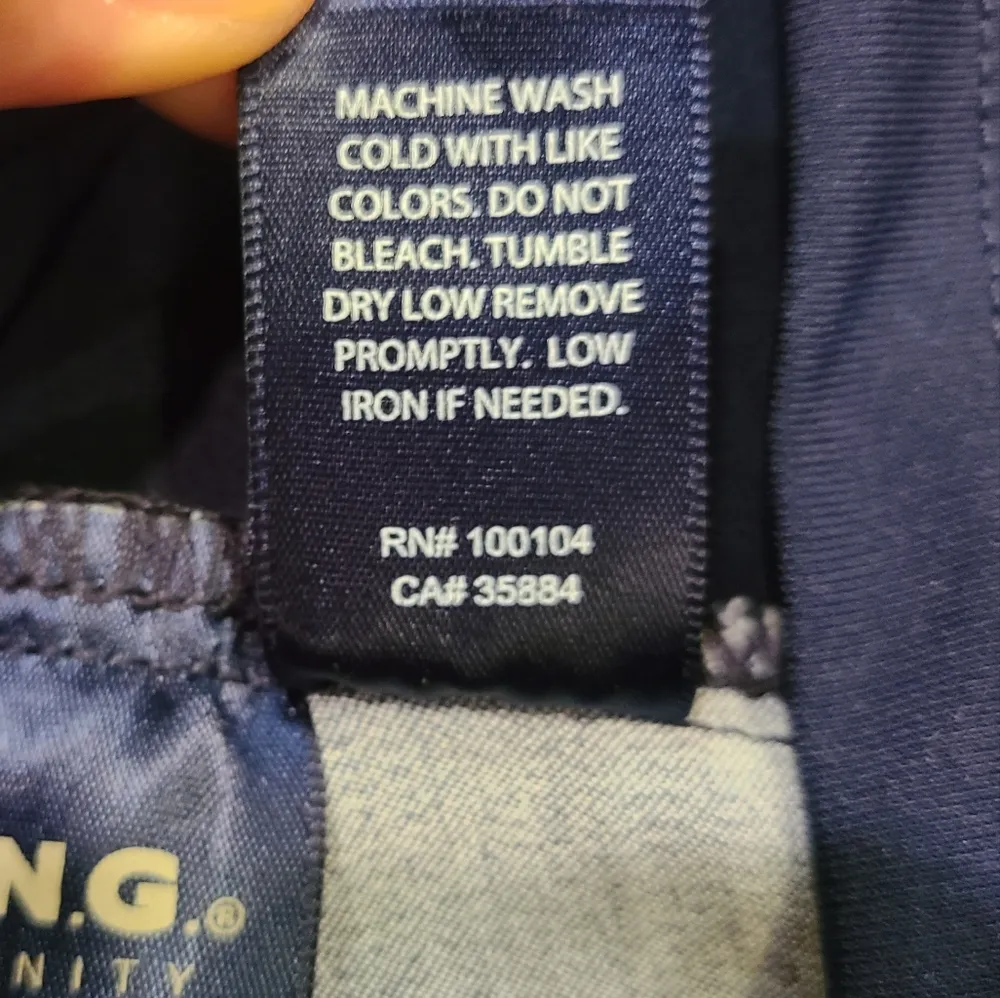 MACHINE WASH
COLD WITH LIKE
COLORS. DO NOT
BLEACH. TUMBLE
DRY LOW REMOVE
PROMPTLY. LOW
IRON IF NEEDED.
RN# 100104
CA# 35884
N.G.®
NITY